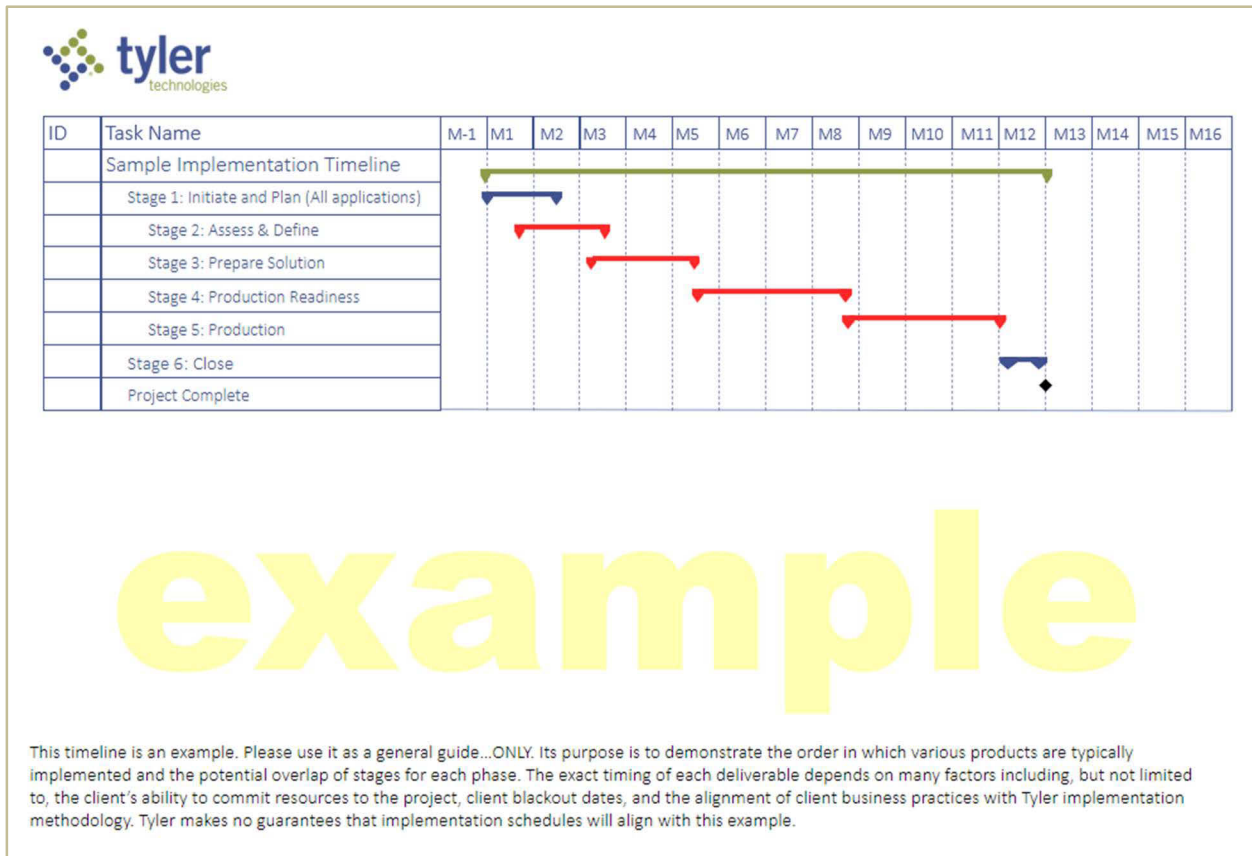 tyler
technologies
ID Task Name M-1 M1 M2 M3 M4 M5 M6 M7 M8 M9 M10 M11 M12 M13 M14 M15 M16
Sample Implementation Timeline
Stage 1: Initiate and Plan (All applications)
Stage 2: Assess & Define
Stage 3: Prepare Solution
Stage 4: Production Readiness
Stage 5: Production
Stage 6: Close
Project Complete
example
This timeline is an example. Please use it as a general guide...ONLY. Its purpose is to demonstrate the order in which various products are typically
implemented and the potential overlap of stages for each phase. The exact timing of each deliverable depends on many factors including, but not limited
to, the client's ability to commit resources to the project, client blackout dates, and the alignment of client business practices with Tyler implementation
methodology. Tyler makes no guarantees that implementation schedules will align with this example.